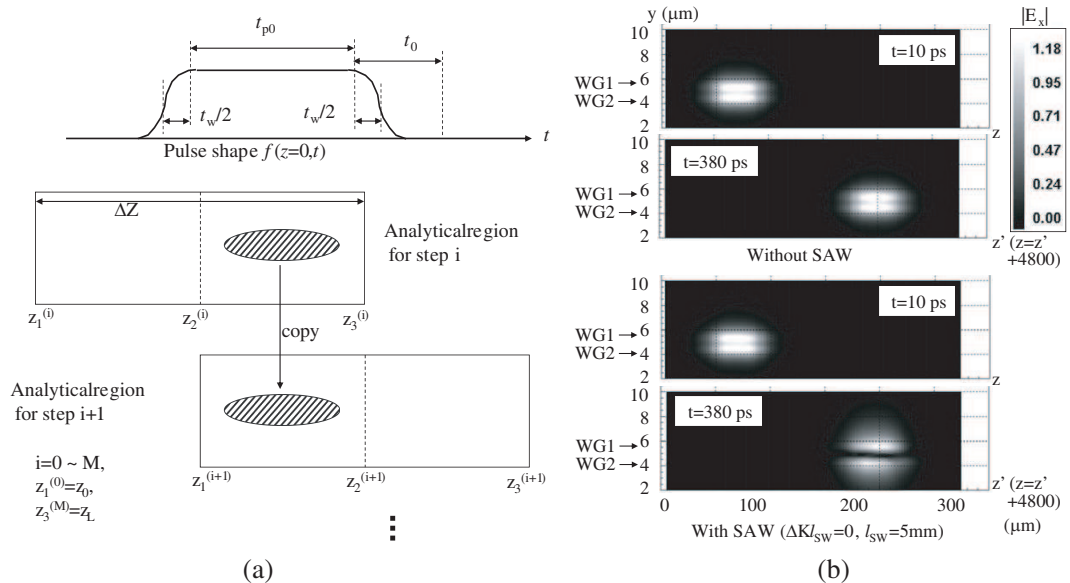 t_p0
t_0
t_w/2
t_w/2
t
Pulse shape f(z=0,t)
ΔZ
Analyticalregion
for step i
z_1^(i)
z_2^(i)
z_3^(i)
copy
Analyticalregion
for step i+1
i=0 ~ M,
z_1^(0)=z_0,
z_3^(M)=z_L
z_1^(i+1)
z_2^(i+1)
z_3^(i+1)
(a)
y (μm)
|E_x|
10
8
6
4
2
WG1
WG2
t=10 ps
z
1.18
0.95
0.71
0.47
0.24
0.00
10
8
6
4
2
WG1
WG2
t=380 ps
z' (z=z'
+4800)
Without SAW
10
8
6
4
2
WG1
WG2
t=10 ps
z
10
8
6
4
2
WG1
WG2
t=380 ps
z' (z=z'
+4800)
0
100
200
300
(μm)
With SAW (ΔKl_SW=0, l_SW=5mm)
(b)